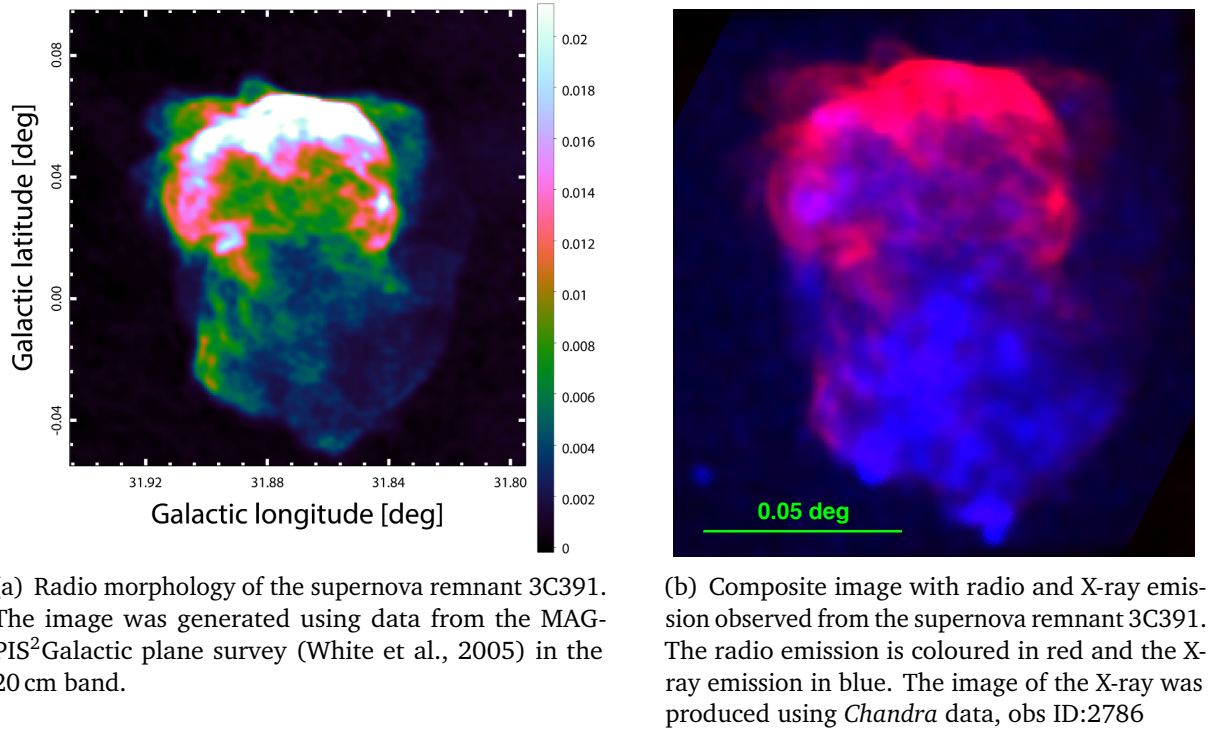 0.08
0.04
0.00
-0.04
Galactic latitude [deg]
31.92
31.88
31.84
31.80
Galactic longitude [deg]
0.02
0.018
0.016
0.014
0.012
0.01
0.008
0.006
0.004
0.002
0
0.05 deg
a) Radio morphology of the supernova remnant 3C391.
The image was generated using data from the MAG-
PIS²Galactic plane survey (White et al., 2005) in the
20 cm band.
(b) Composite image with radio and X-ray emis-
sion observed from the supernova remnant 3C391.
The radio emission is coloured in red and the X-
ray emission in blue. The image of the X-ray was
produced using Chandra data, obs ID:2786